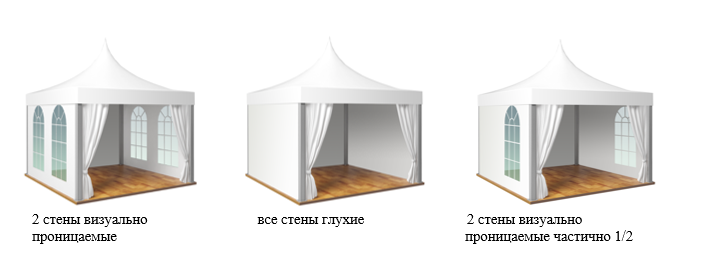 2 стены визуально
проницаемые
все стены глухие
2 стены визуально
проницаемые частично 1/2